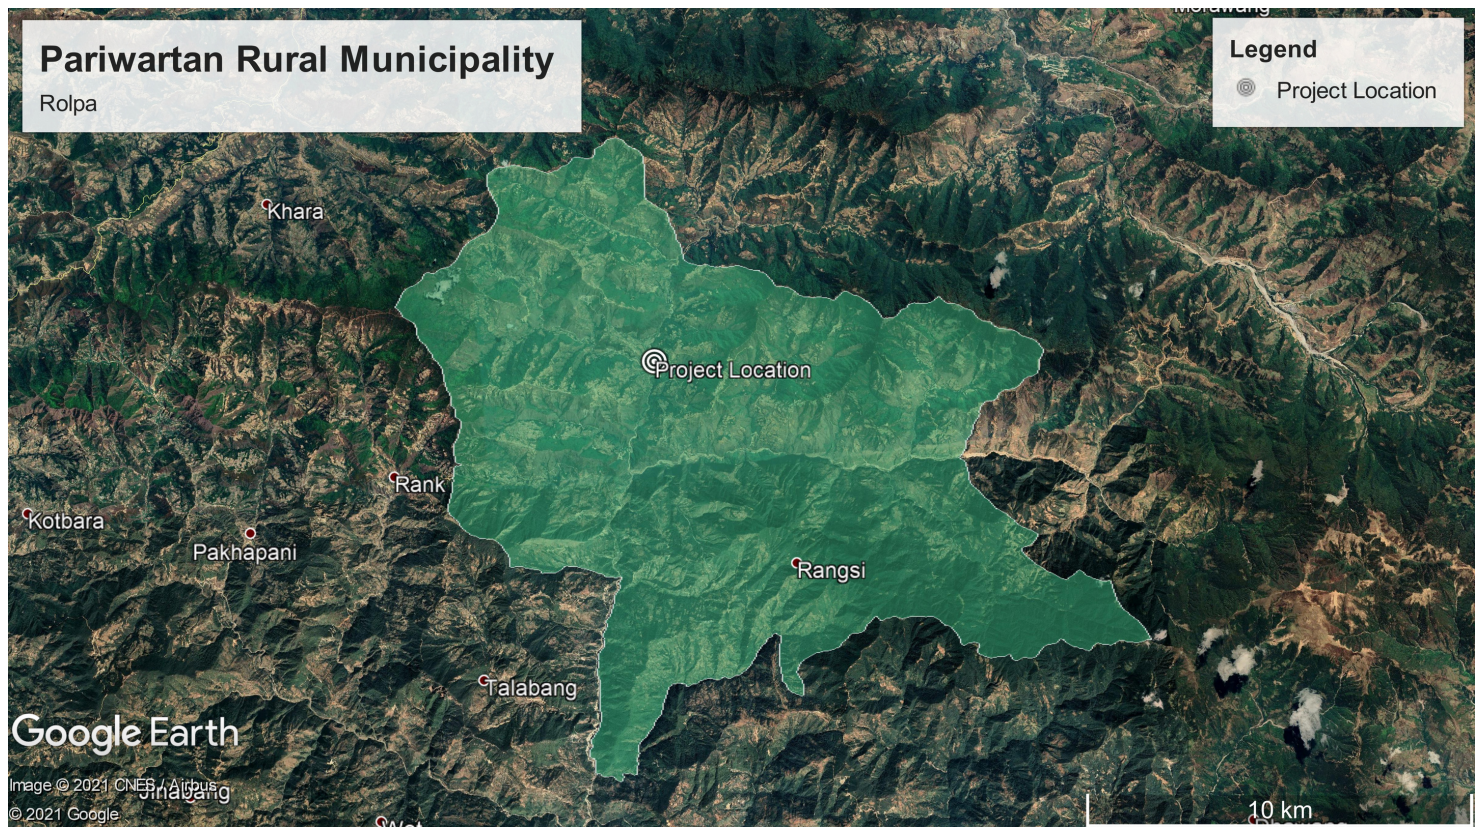 Pariwartan Rural Municipality
Rolpa
Legend
Project Location
Khara
Project Location
Rank
Kotbara
Pakhapani
Rangsi
Talabang
Google Earth
Image © 2021 CNES / Airbus
Jinabang
© 2021 Google
10 km